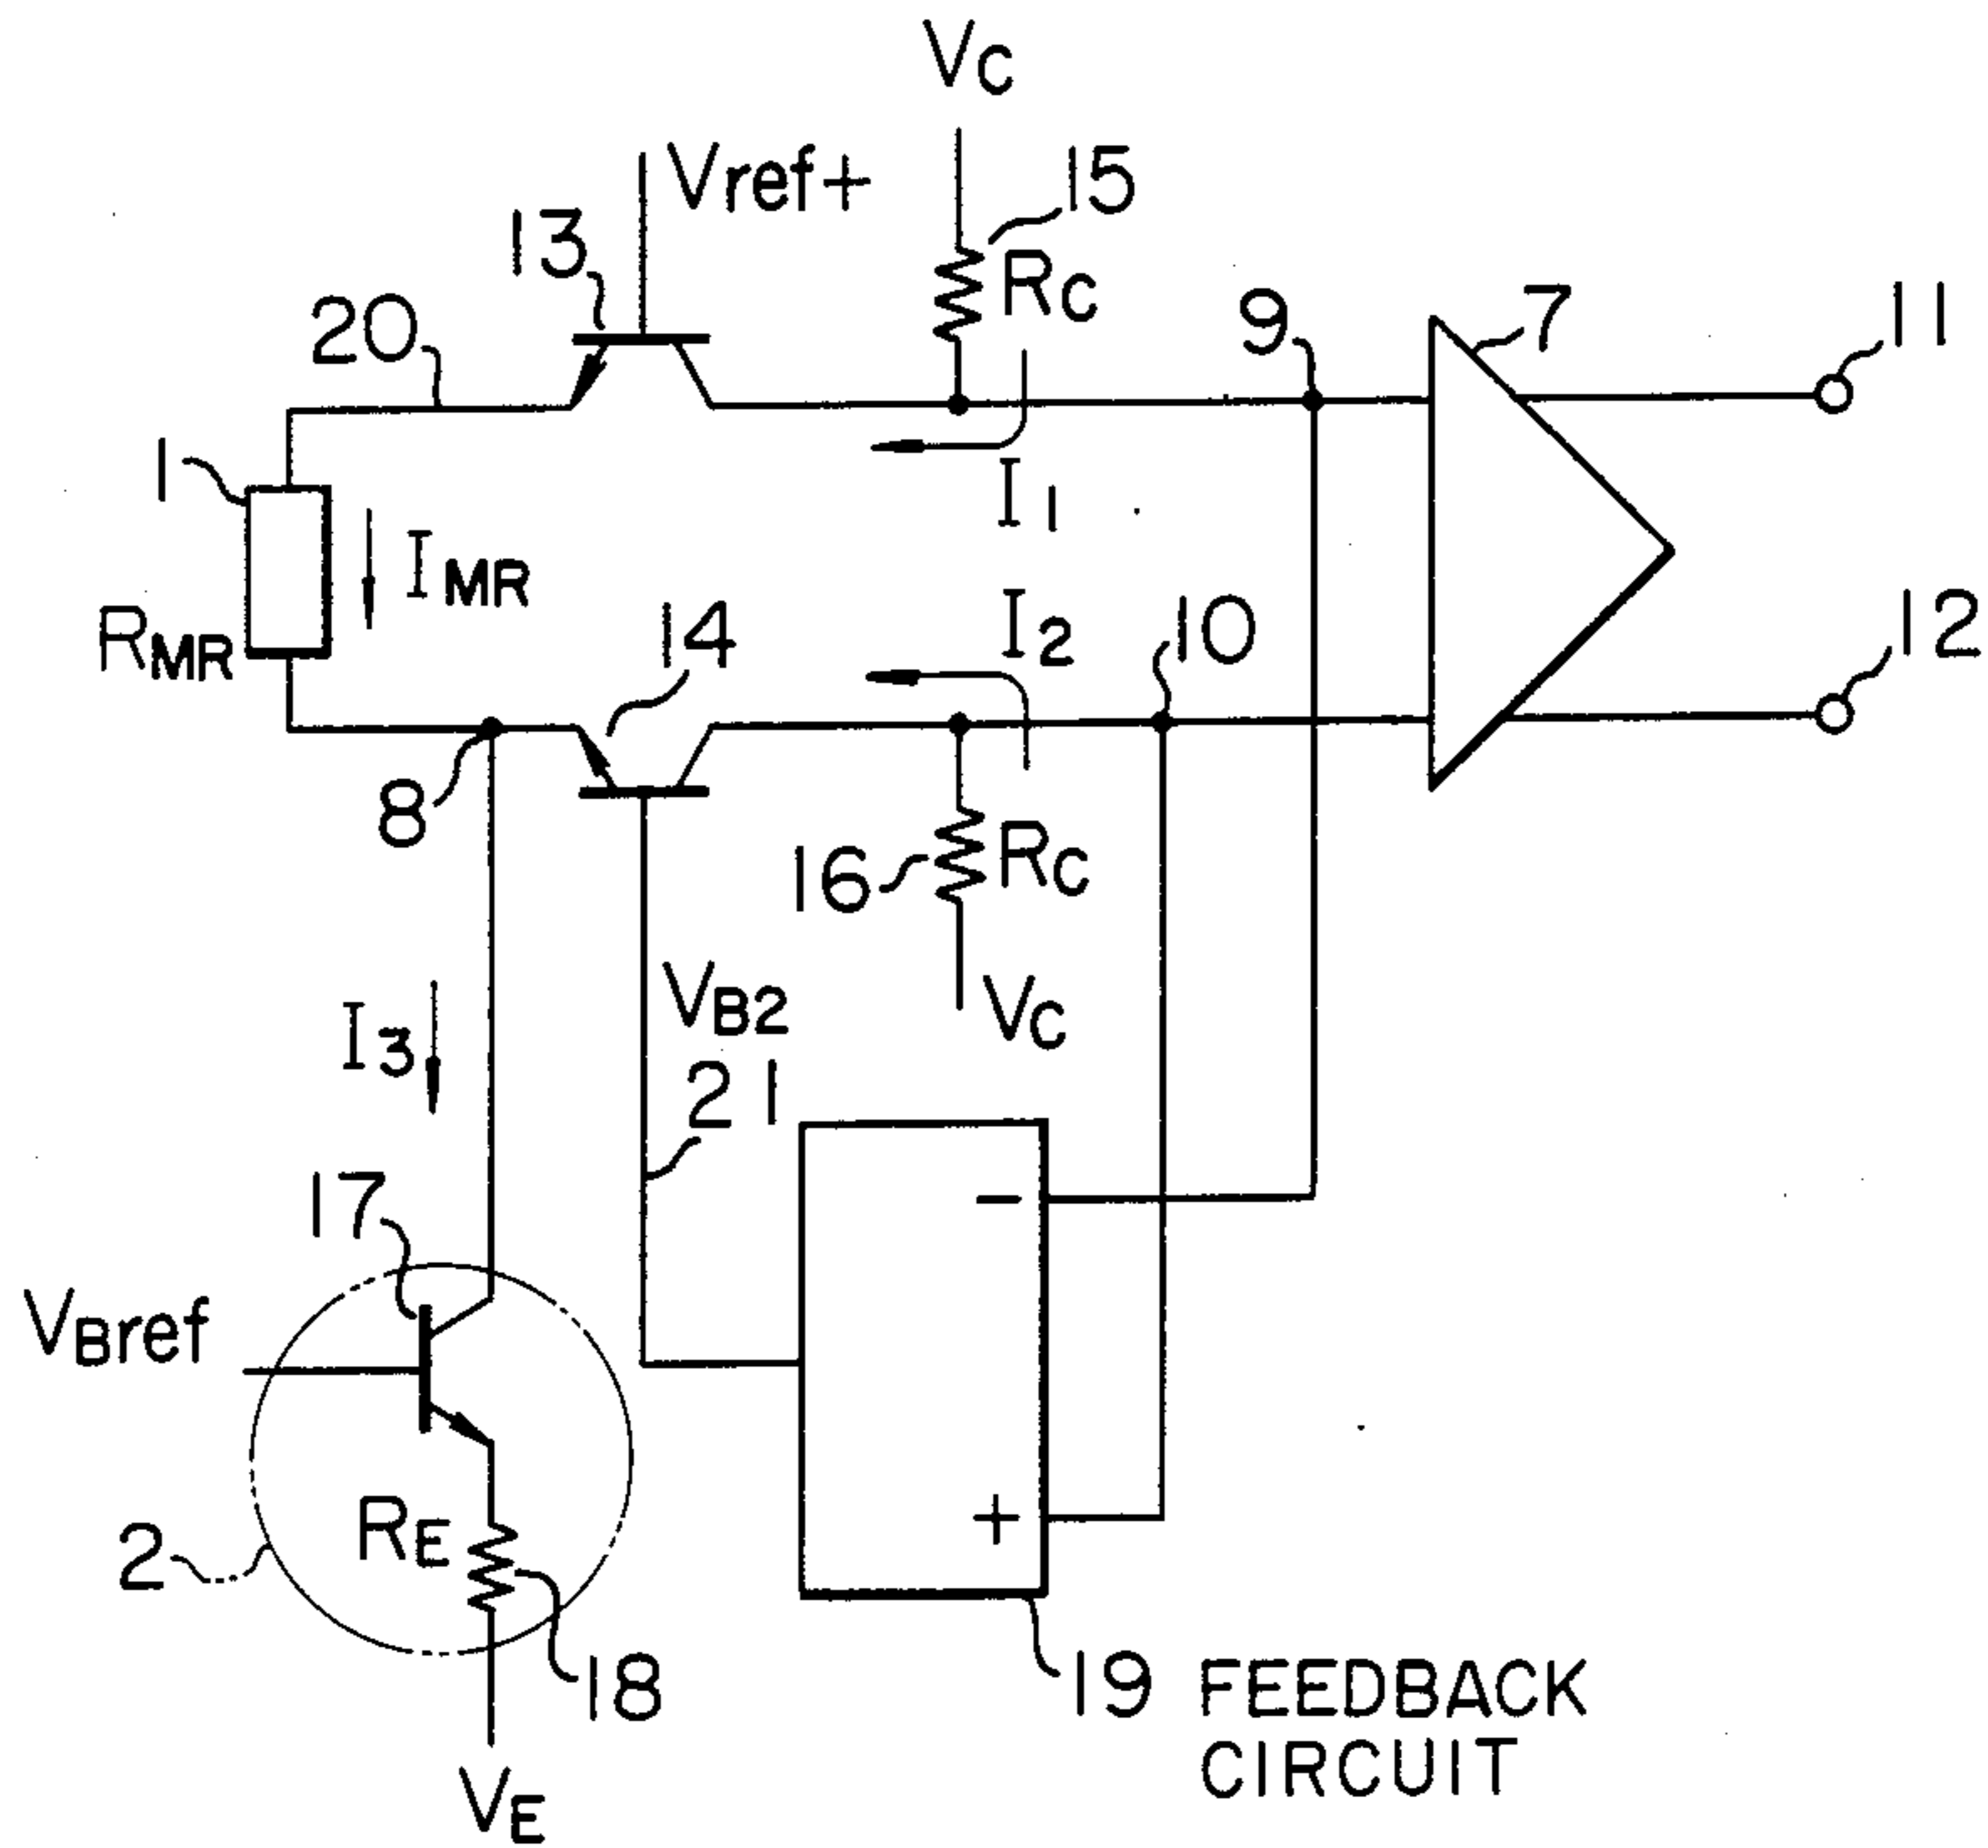 VC
Vref+
15
13
RC
20
9
7
11
1
I1
IMR
RMR
14
I2
10
12
8
16
RC
I3
VB2
VC
21
−
17
VBref
+
RE
2
18
19 FEEDBACK
CIRCUIT
VE